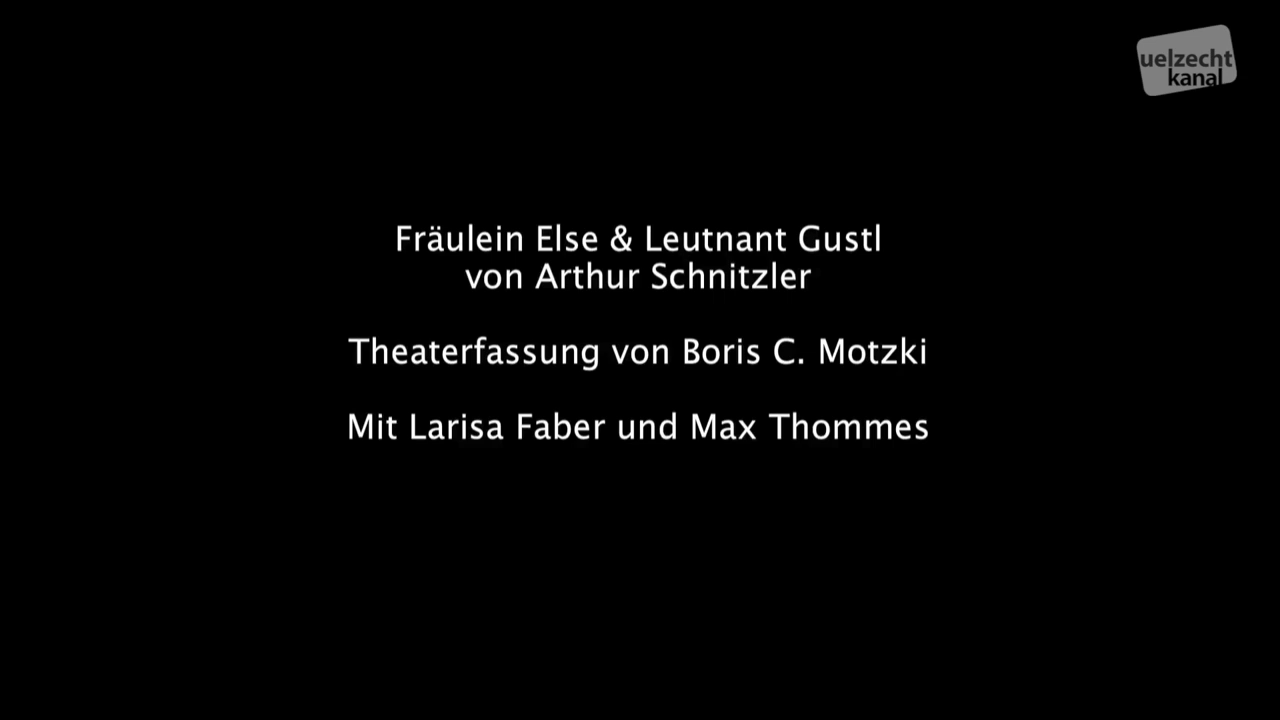 uelzecht
kanal
Fräulein Else & Leutnant Gustl
von Arthur Schnitzler
Theaterfassung von Boris C. Motzki
Mit Larisa Faber und Max Thommes